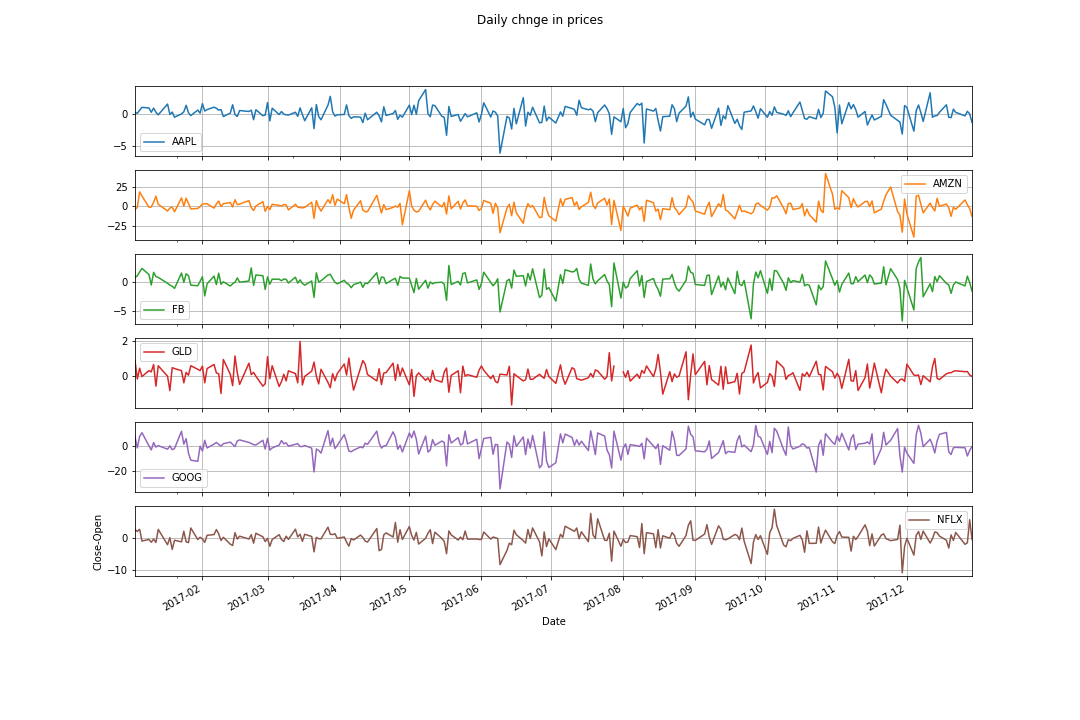 Daily chnge in prices
0
−5
AAPL
25
0
−25
AMZN
0
−5
FB
2
0
GLD
0
−20
GOOG
0
−10
NFLX
Close-Open
2017-02
2017-03
2017-04
2017-05
2017-06
2017-07
2017-08
2017-09
2017-10
2017-11
2017-12
Date